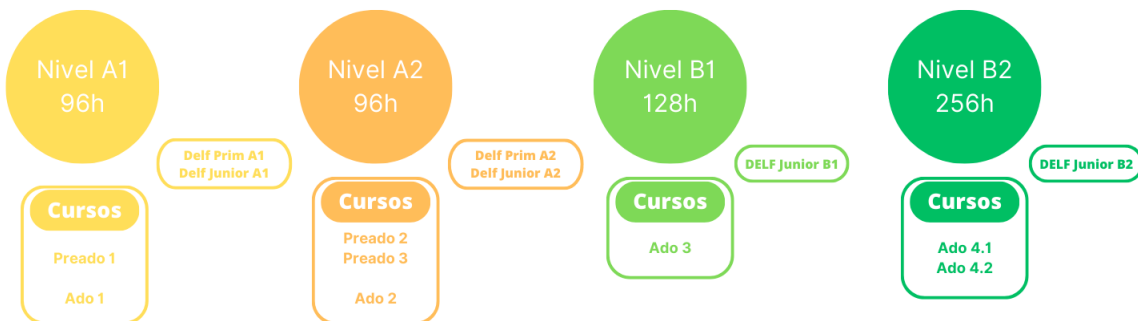 Nivel A1
96h
Delf Prim A1
Delf Junior A1
Cursos
Preado 1
Ado 1
Nivel A2
96h
Delf Prim A2
Delf Junior A2
Cursos
Preado 2
Preado 3
Ado 2
Nivel B1
128h
DELF Junior B1
Cursos
Ado 3
Nivel B2
256h
DELF Junior B2
Cursos
Ado 4.1
Ado 4.2